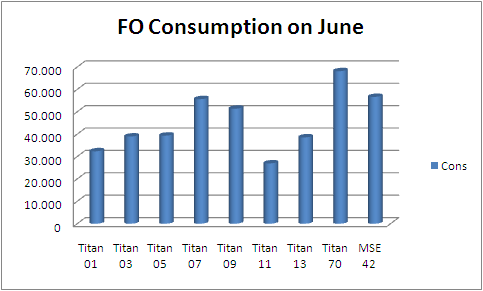 FO Consumption on June
70.000
60.000
50.000
40.000
30.000
20.000
10.000
0
Titan 01
Titan 03
Titan 05
Titan 07
Titan 09
Titan 11
Titan 13
Titan 70
MSE 42
Cons